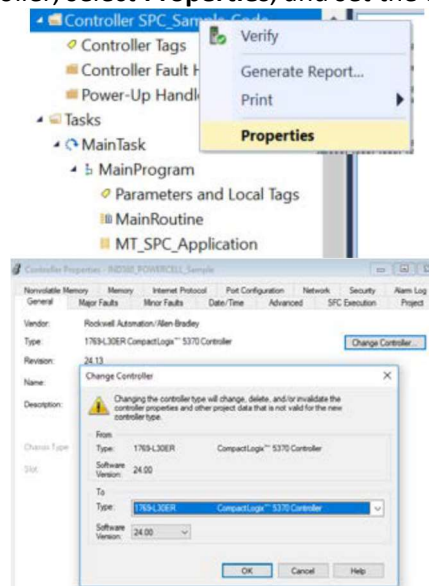 select Properties, and set the
Controller SPC_Sample_Code
Verify
Controller Tags
Controller Fault H
Generate Report...
Power-Up Handl
Print
Tasks
Properties
MainTask
MainProgram
Parameters and Local Tags
MainRoutine
MT_SPC_Application
Controller Properties -
Nonvolatile Memory Memory Internet Protocol Port Configuration Network Security Alarm Log
General Major Faults Minor Faults Date/Time Advanced SFC Execution Project
Vendor: Rockwell Automation/Allen-Bradley
Type: 1769-L30ER CompactLogix™ 5370 Controller Change Controller...
Revision: 24.13
Name:
Change Controller
Description:
Changing the controller type will change, delete, and/or invalidate the
controller properties and other project data that is not valid for the new
controller type.
From
Chassis Type
Type: 1769-L30ER CompactLogix™ 5370 Controller
Slot
Software
Version: 24.00
To
Type: 1769-L30ER CompactLogix™ 5370 Controller
Software
Version: 24.00
OK Cancel Help